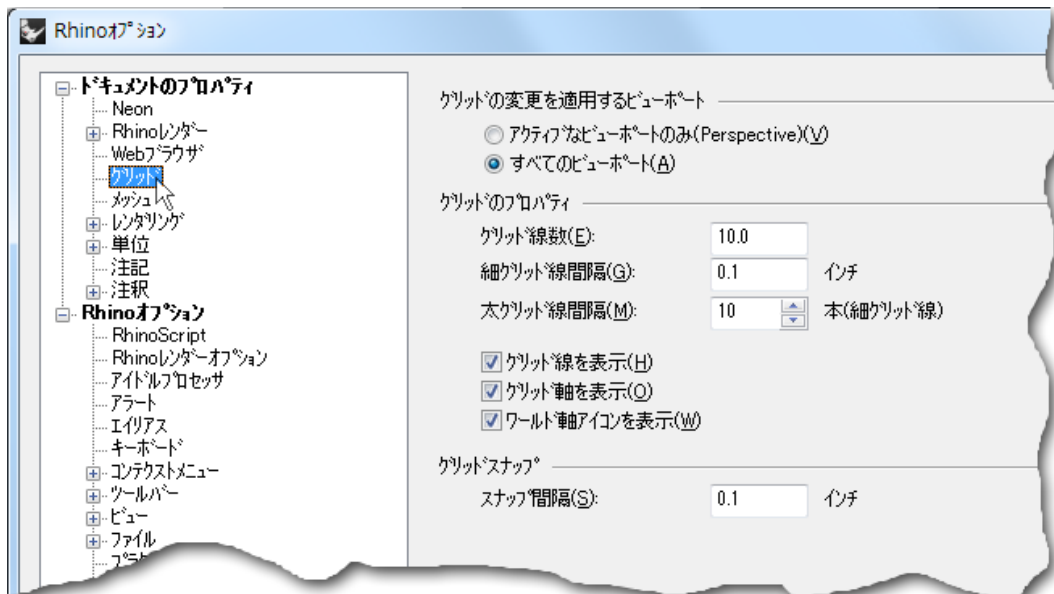 Rhinoオプション
ドキュメントのプロパティ
Neon
Rhinoレンダー
Webブラウザ
グリッド
メッシュ
レンダリング
単位
注記
注釈
Rhinoオプション
RhinoScript
Rhinoレンダーオプション
アイドルプロセッサ
アラート
エイリアス
キーボード
コンテクストメニュー
ツールバー
ビュー
ファイル
グリッドの変更を適用するビューポート
アクティブなビューポートのみ(Perspective)(V)
すべてのビューポート(A)
グリッドのプロパティ
グリッド線数(E): 10.0
細グリッド線間隔(G): 0.1 インチ
太グリッド線間隔(M): 10 本(細グリッド線)
グリッド線を表示(H)
グリッド軸を表示(O)
ワールド軸アイコンを表示(W)
グリッドスナップ
スナップ間隔(S): 0.1 インチ